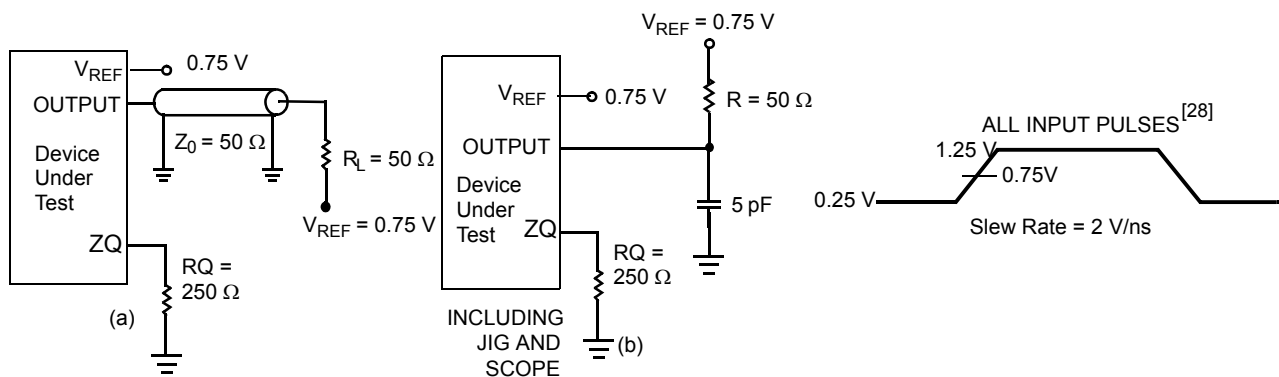 V_REF
0.75 V
OUTPUT
Z_0 = 50 Ω
Device
Under
Test
R_L = 50 Ω
V_REF = 0.75 V
ZQ
RQ =
250 Ω
(a)
V_REF = 0.75 V
R = 50 Ω
V_REF
0.75 V
OUTPUT
Device
Under
Test
5 pF
ZQ
RQ =
250 Ω
INCLUDING
JIG AND
SCOPE
(b)
ALL INPUT PULSES[28]
1.25 V
0.75V
0.25 V
Slew Rate = 2 V/ns